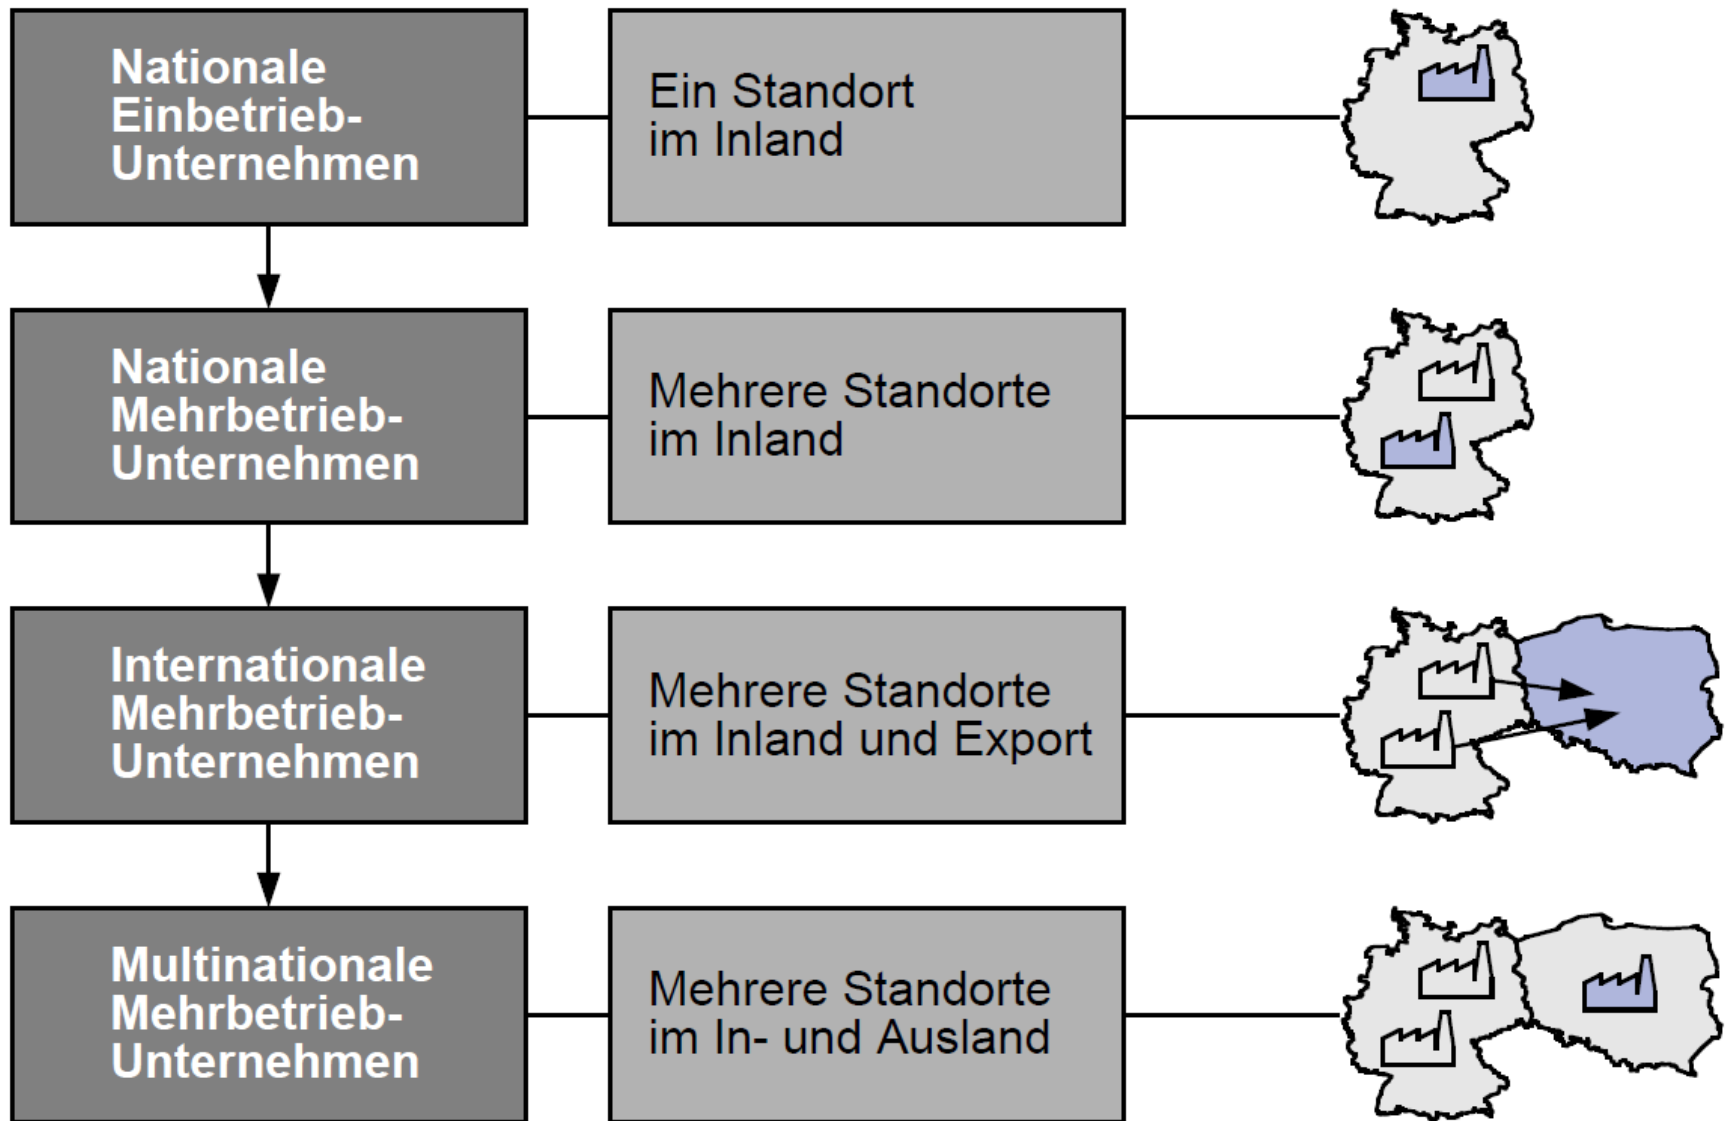 Nationale
Einbetrieb-
Unternehmen
Ein Standort
im Inland
Nationale
Mehrbetrieb-
Unternehmen
Mehrere Standorte
im Inland
Internationale
Mehrbetrieb-
Unternehmen
Mehrere Standorte
im Inland und Export
Multinationale
Mehrbetrieb-
Unternehmen
Mehrere Standorte
im In- und Ausland